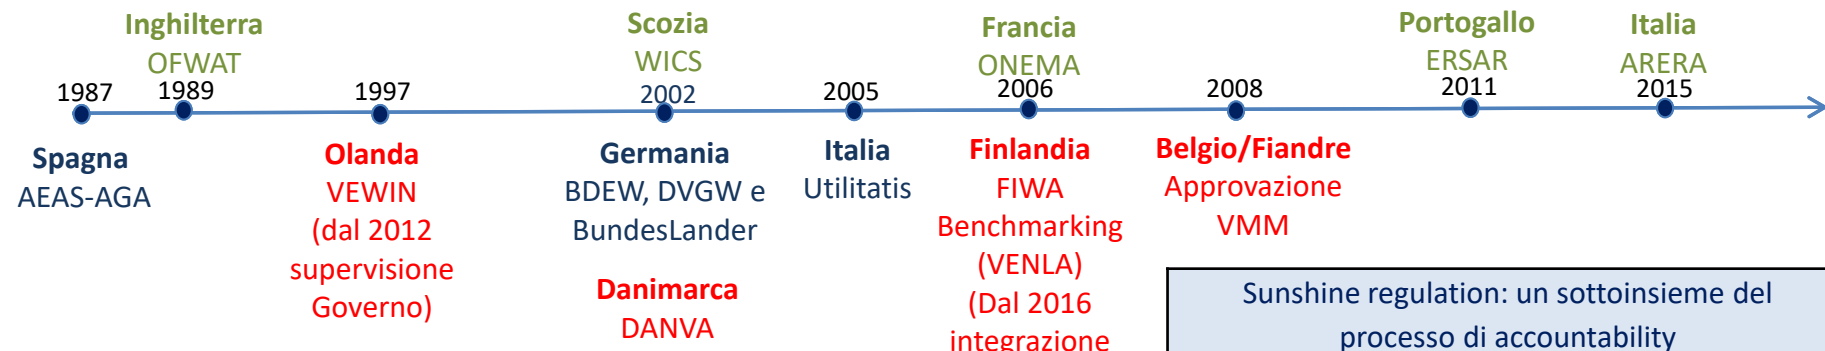 Inghilterra
OFWAT
Scozia
WICS
Francia
ONEMA
Portogallo
ERSAR
Italia
ARERA
1987
1989
1997
2002
2005
2006
2008
2011
2015
Spagna
AEAS-AGA
Olanda
VEWIN
(dal 2012
supervisione
Governo)
Germania
BDEW, DVGW e
BundesLander
Danimarca
DANVA
Italia
Utilitatis
Finlandia
FIWA
Benchmarking
(VENLA)
(Dal 2016
integrazione
Belgio/Fiandre
Approvazione
VMM
Sunshine regulation: un sottoinsieme del
processo di accountability